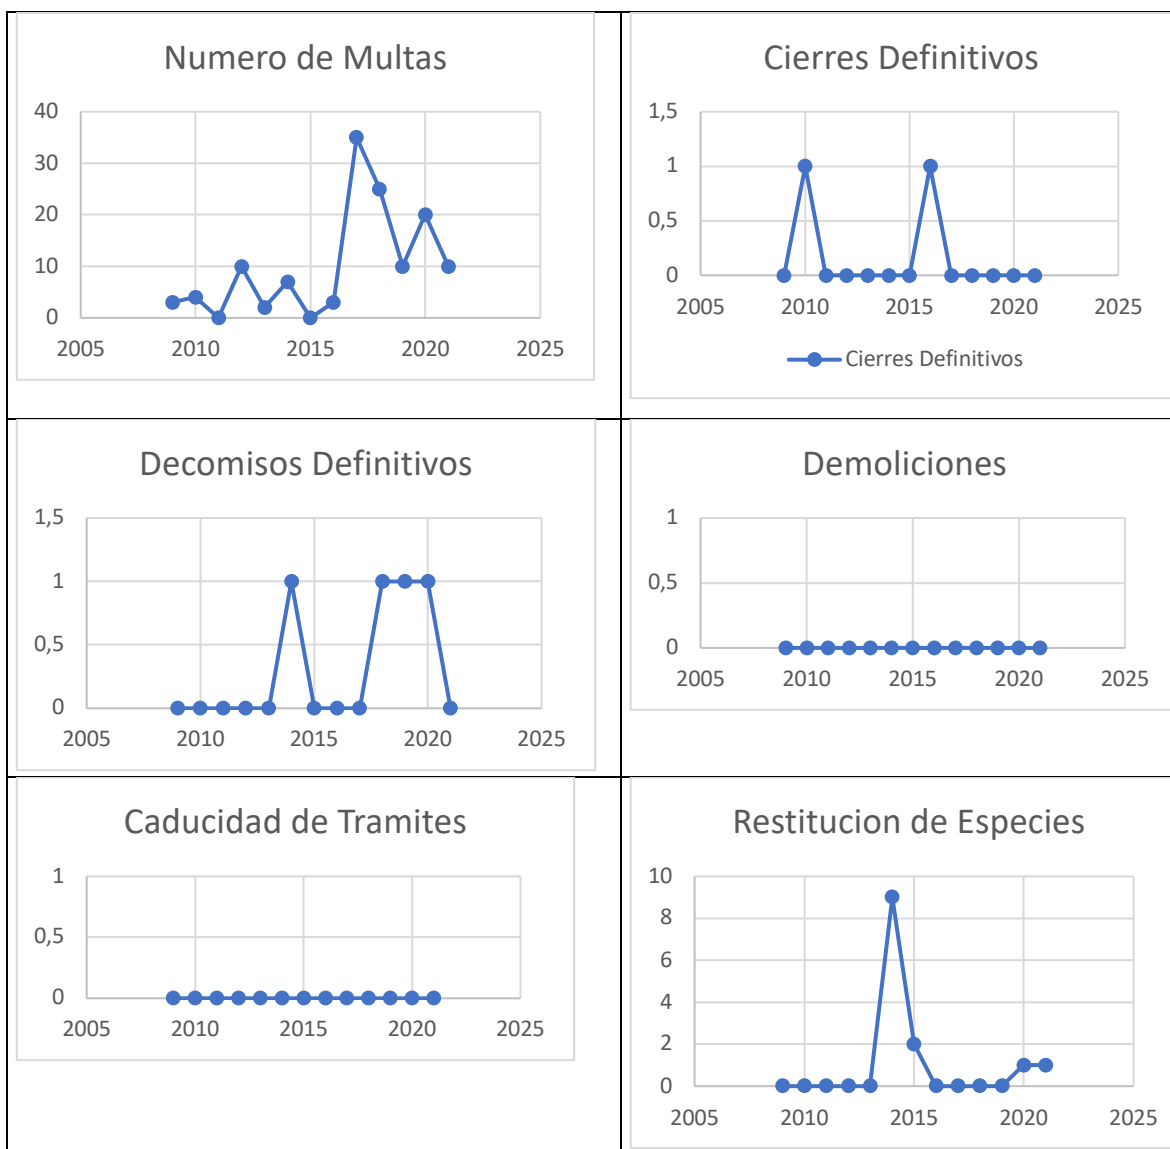 Numero de Multas
40
30
20
10
0
2005 2010 2015 2020 2025
Cierres Definitivos
1,5
1
0,5
0
2005 2010 2015 2020 2025
Cierres Definitivos
Decomisos Definitivos
1,5
1
0,5
0
2005 2010 2015 2020 2025
Demoliciones
1
0,5
0
2005 2010 2015 2020 2025
Caducidad de Tramites
1
0,5
0
2005 2010 2015 2020 2025
Restitucion de Especies
10
8
6
4
2
0
2005 2010 2015 2020 2025